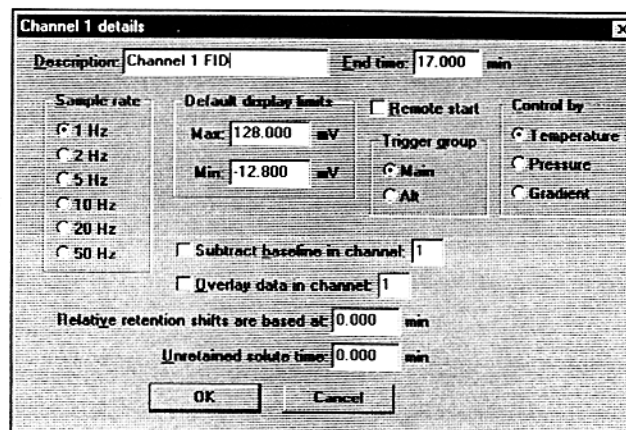 Channel 1 details
Description: Channel 1 FID End time: 17.000 min
Sample rate
1 Hz
2 Hz
5 Hz
10 Hz
20 Hz
50 Hz
Default display limits
Max: 128.000 mV
Min: -12.800 mV
Remote start
Trigger group
Main
Alt
Control by
Temperature
Pressure
Gradient
Subtract baseline in channel: 1
Overlay data in channel: 1
Relative retention shifts are based at: 0.000 min
Unretained solute time: 0.000 min
OK Cancel